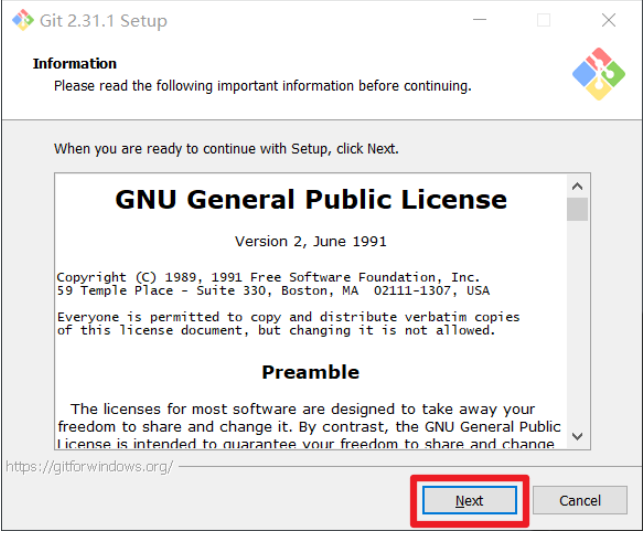 Git 2.31.1 Setup
Information
Please read the following important information before continuing.
When you are ready to continue with Setup, click Next.
GNU General Public License
Version 2, June 1991
Copyright (C) 1989, 1991 Free Software Foundation, Inc.
59 Temple Place - Suite 330, Boston, MA  02111-1307, USA
Everyone is permitted to copy and distribute verbatim copies
of this license document, but changing it is not allowed.
Preamble
The licenses for most software are designed to take away your
freedom to share and change it. By contrast, the GNU General Public
License is intended to guarantee your freedom to share and change
https://gitforwindows.org/
Next
Cancel